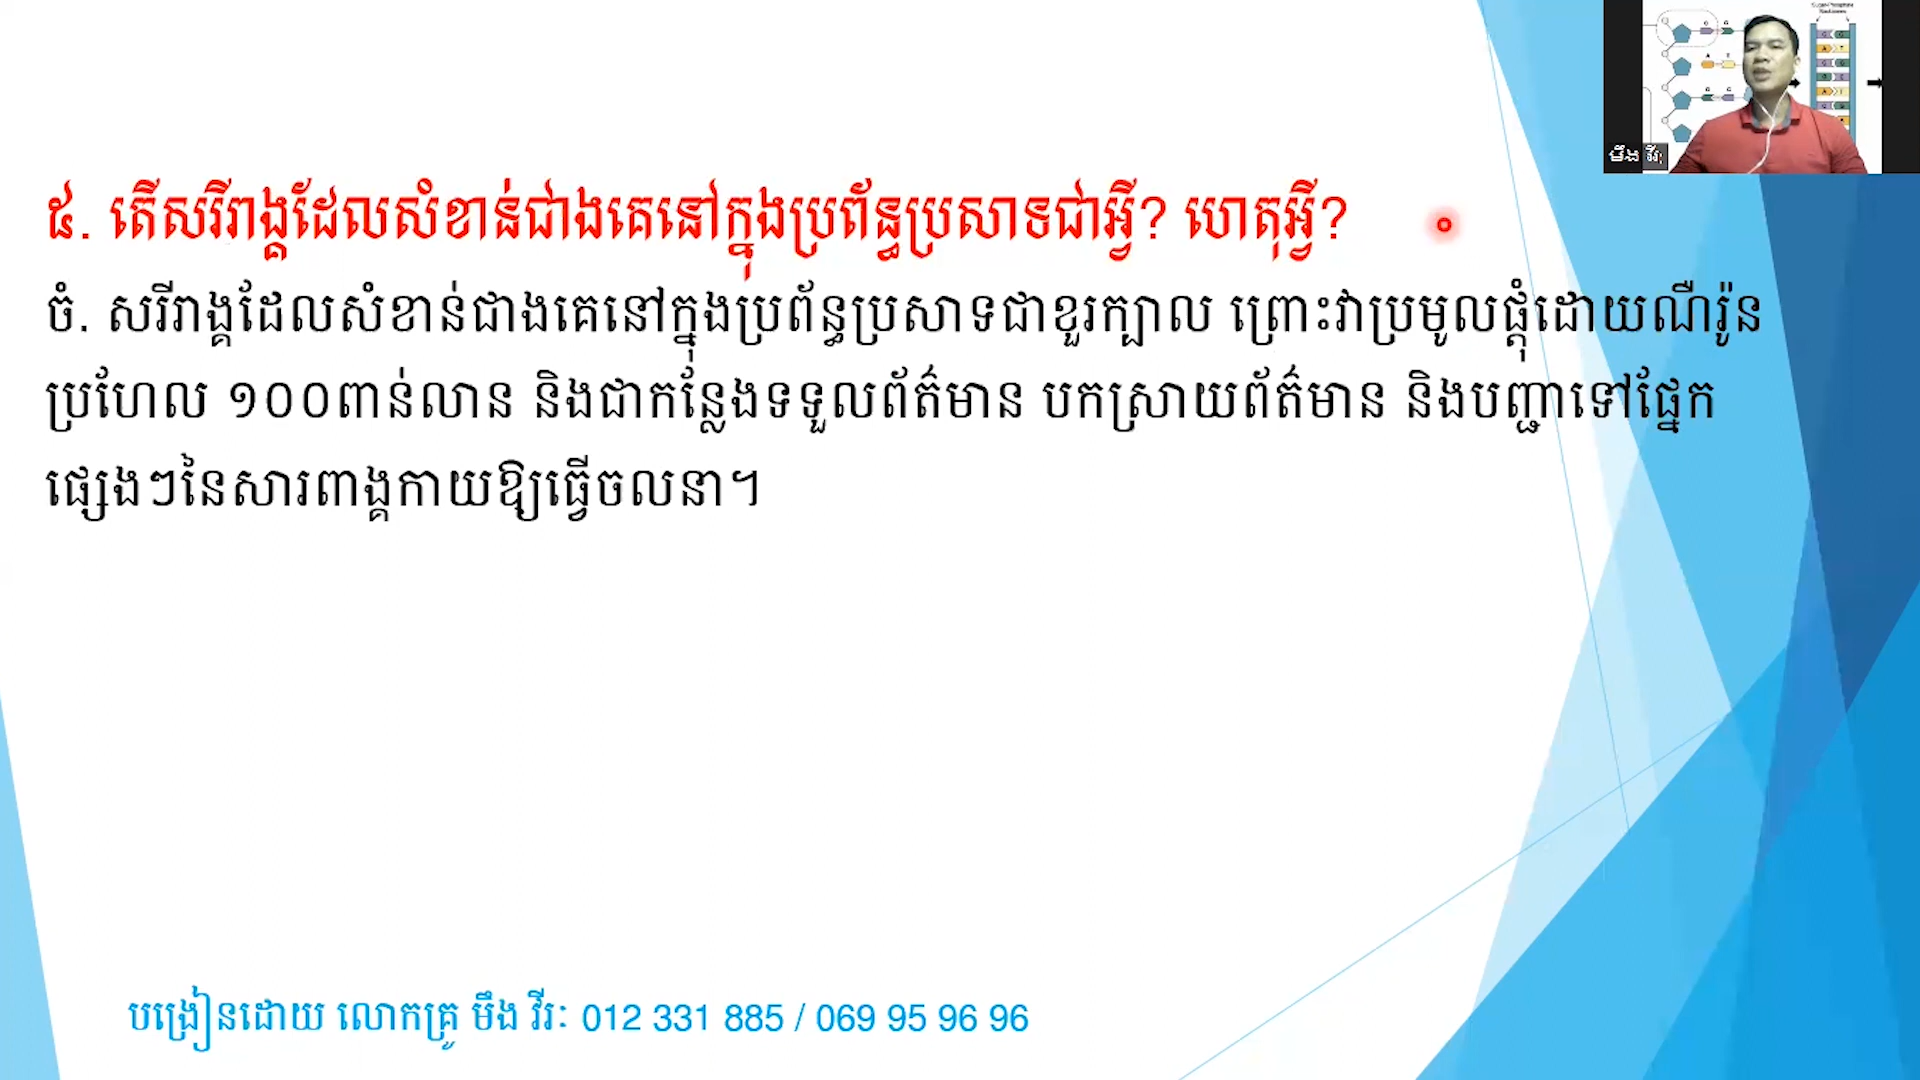 Sugar-Phosphate
Backbones
មឹង វីរៈ
៥. តើសរីរាង្គដែលសំខាន់ជាងគេនៅក្នុងប្រព័ន្ធប្រសាទជាអ្វី? ហេតុអ្វី?
ចំ. សរីរាង្គដែលសំខាន់ជាងគេនៅក្នុងប្រព័ន្ធប្រសាទជាខួរក្បាល ព្រោះវាប្រមូលផ្តុំដោយណឺរ៉ូន
ប្រហែល ១០០ពាន់លាន និងជាកន្លែងទទួលព័ត៌មាន បកស្រាយព័ត៌មាន និងបញ្ជាទៅផ្នែក
ផ្សេងៗនៃសារពាង្គកាយឱ្យធ្វើចលនា។
បង្រៀនដោយ លោកគ្រូ មឹង វីរៈ 012 331 885 / 069 95 96 96